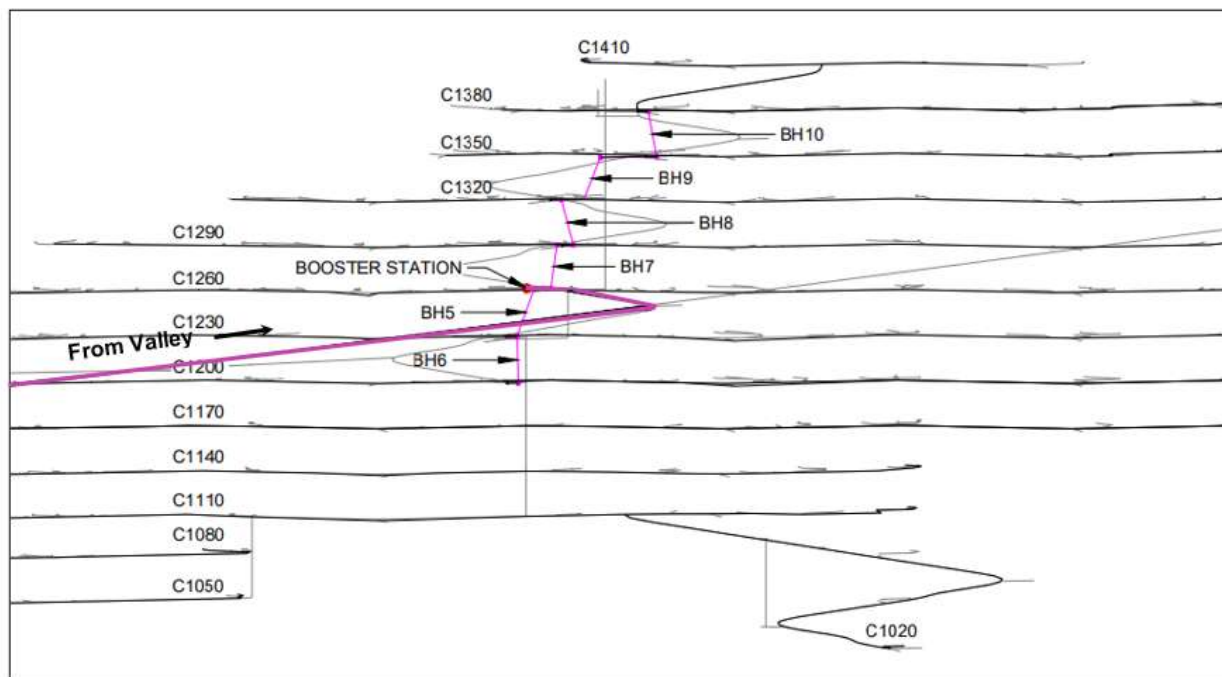 C1410
C1380
BH10
C1350
BH9
C1320
BH8
C1290
BOOSTER STATION
BH7
C1260
BH5
C1230
From Valley
BH6
C1200
C1170
C1140
C1110
C1080
C1050
C1020